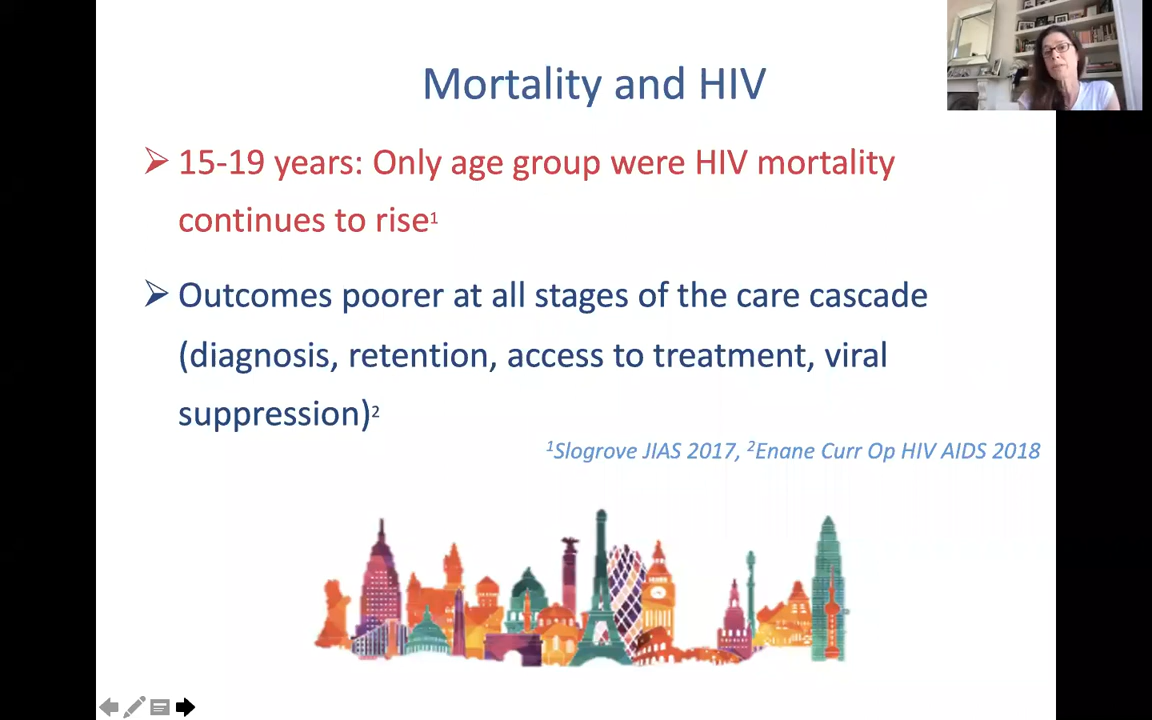 Mortality and HIV
➢ 15-19 years: Only age group were HIV mortality
continues to rise¹
➢ Outcomes poorer at all stages of the care cascade
(diagnosis, retention, access to treatment, viral
suppression)²
¹Slogrove JIAS 2017, ²Enane Curr Op HIV AIDS 2018